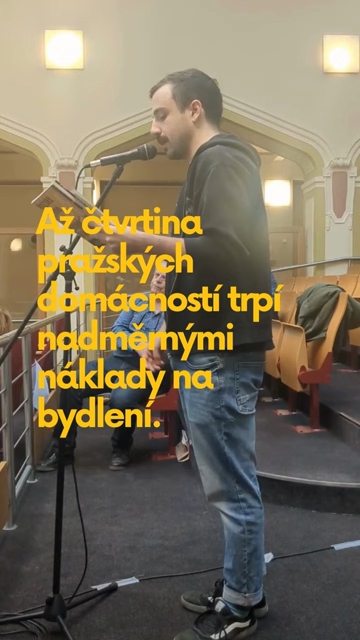 Až čtvrtina
pražských
domácností trpí
nadměrnými
náklady na
bydlení.